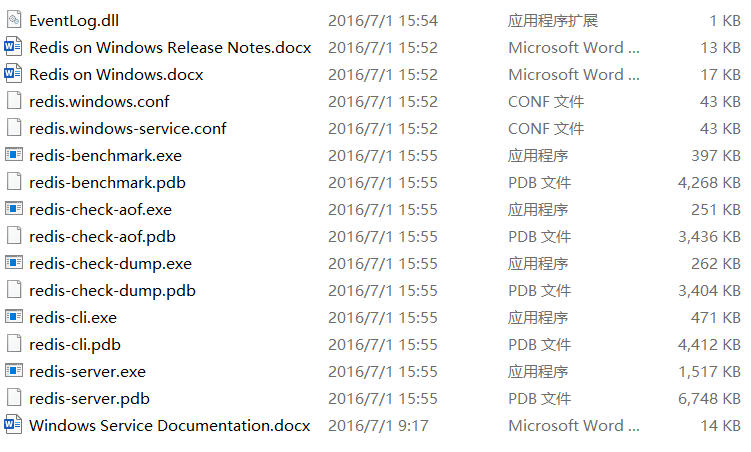 EventLog.dll 2016/7/1 15:54 应用程序扩展 1 KB
Redis on Windows Release Notes.docx 2016/7/1 15:52 Microsoft Word ... 13 KB
Redis on Windows.docx 2016/7/1 15:52 Microsoft Word ... 17 KB
redis.windows.conf 2016/7/1 15:52 CONF 文件 43 KB
redis.windows-service.conf 2016/7/1 15:52 CONF 文件 43 KB
redis-benchmark.exe 2016/7/1 15:55 应用程序 397 KB
redis-benchmark.pdb 2016/7/1 15:55 PDB 文件 4,268 KB
redis-check-aof.exe 2016/7/1 15:55 应用程序 251 KB
redis-check-aof.pdb 2016/7/1 15:55 PDB 文件 3,436 KB
redis-check-dump.exe 2016/7/1 15:55 应用程序 262 KB
redis-check-dump.pdb 2016/7/1 15:55 PDB 文件 3,404 KB
redis-cli.exe 2016/7/1 15:55 应用程序 471 KB
redis-cli.pdb 2016/7/1 15:55 PDB 文件 4,412 KB
redis-server.exe 2016/7/1 15:55 应用程序 1,517 KB
redis-server.pdb 2016/7/1 15:55 PDB 文件 6,748 KB
Windows Service Documentation.docx 2016/7/1 9:17 Microsoft Word ... 14 KB